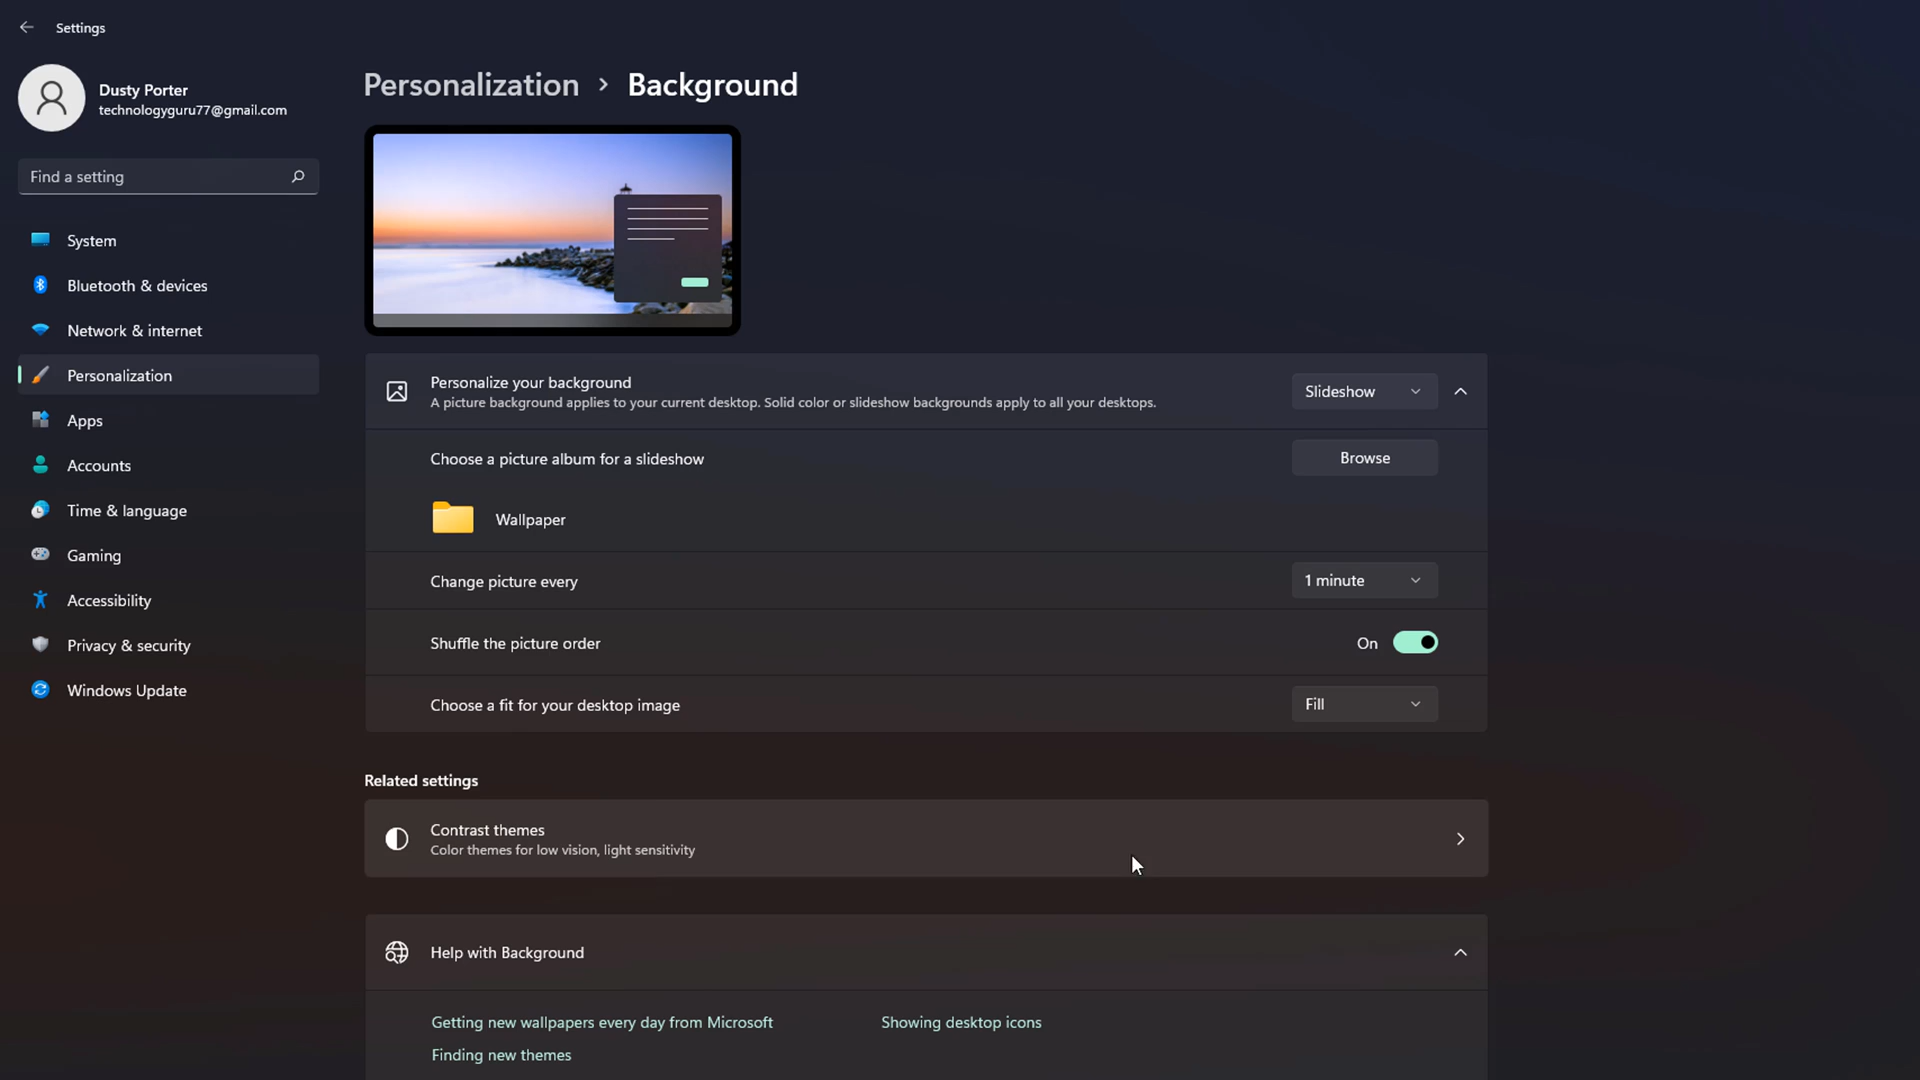 Settings
Dusty Porter
technologyguru77@gmail.com
Find a setting
System
Bluetooth & devices
Network & internet
Personalization
Apps
Accounts
Time & language
Gaming
Accessibility
Privacy & security
Windows Update
Personalization > Background
Personalize your background
A picture background applies to your current desktop. Solid color or slideshow backgrounds apply to all your desktops.
Slideshow
Choose a picture album for a slideshow
Browse
Wallpaper
Change picture every
1 minute
Shuffle the picture order
On
Choose a fit for your desktop image
Fill
Related settings
Contrast themes
Color themes for low vision, light sensitivity
Help with Background
Getting new wallpapers every day from Microsoft
Showing desktop icons
Finding new themes